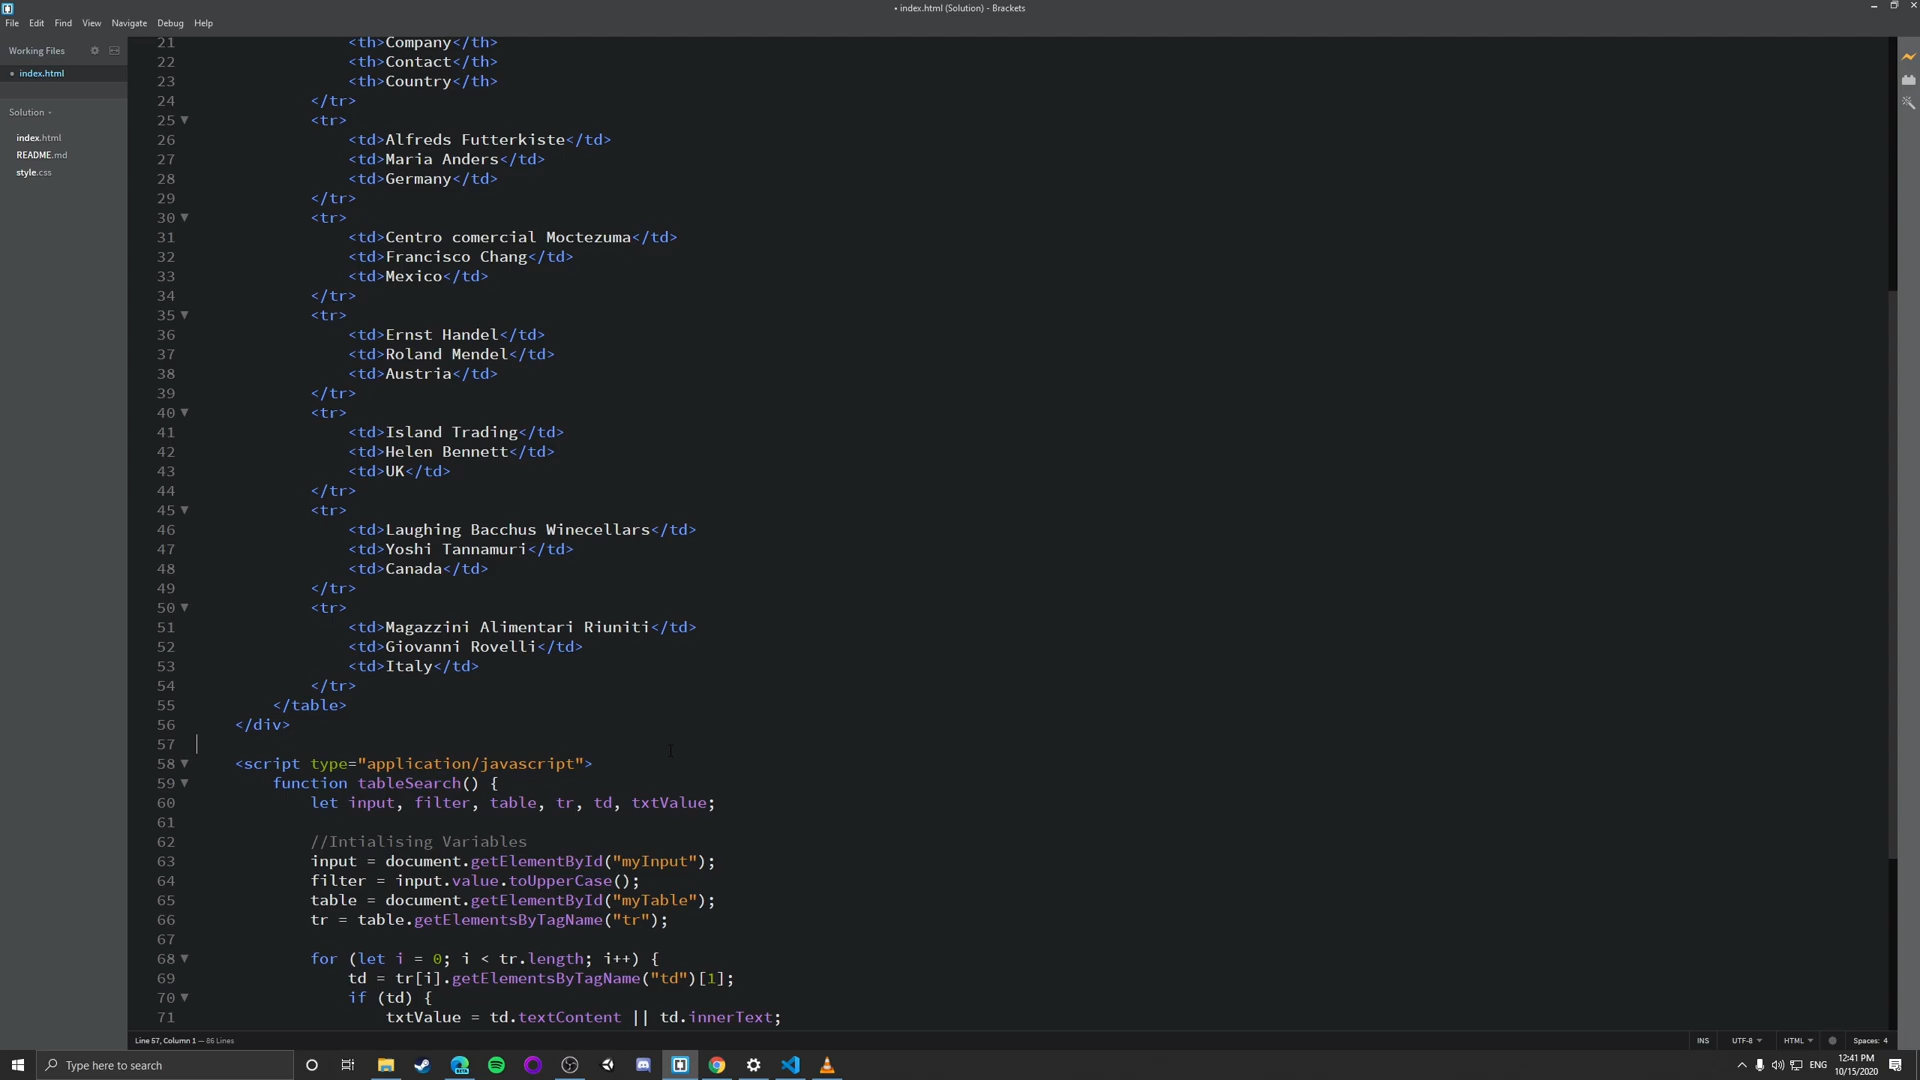 • index.html (Solution) - Brackets
File Edit Find View Navigate Debug Help
Working Files
• index.html
Solution
index.html
README.md
style.css
21 <th>Company</th>
22 <th>Contact</th>
23 <th>Country</th>
24 </tr>
25 <tr>
26 <td>Alfreds Futterkiste</td>
27 <td>Maria Anders</td>
28 <td>Germany</td>
29 </tr>
30 <tr>
31 <td>Centro comercial Moctezuma</td>
32 <td>Francisco Chang</td>
33 <td>Mexico</td>
34 </tr>
35 <tr>
36 <td>Ernst Handel</td>
37 <td>Roland Mendel</td>
38 <td>Austria</td>
39 </tr>
40 <tr>
41 <td>Island Trading</td>
42 <td>Helen Bennett</td>
43 <td>UK</td>
44 </tr>
45 <tr>
46 <td>Laughing Bacchus Winecellars</td>
47 <td>Yoshi Tannamuri</td>
48 <td>Canada</td>
49 </tr>
50 <tr>
51 <td>Magazzini Alimentari Riuniti</td>
52 <td>Giovanni Rovelli</td>
53 <td>Italy</td>
54 </tr>
55 </table>
56 </div>
57
58 <script type="application/javascript">
59 function tableSearch() {
60 let input, filter, table, tr, td, txtValue;
61
62 //Intialising Variables
63 input = document.getElementById("myInput");
64 filter = input.value.toUpperCase();
65 table = document.getElementById("myTable");
66 tr = table.getElementsByTagName("tr");
67
68 for (let i = 0; i < tr.length; i++) {
69 td = tr[i].getElementsByTagName("td")[1];
70 if (td) {
71 txtValue = td.textContent || td.innerText;
Line 57, Column 1 — 86 Lines
INS UTF-8 HTML Spaces: 4
Type here to search
ENG
12:41 PM
10/15/2020